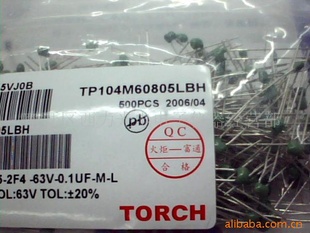 5VJ0B
TP104M60805LBH
500PCS 2006/04
5LBH
pb
QC
火炬—富通
合格
5-2F4 -63V-0.1UF-M-L
OL:63V TOL:±20%
TORCH
alibaba.com.cn